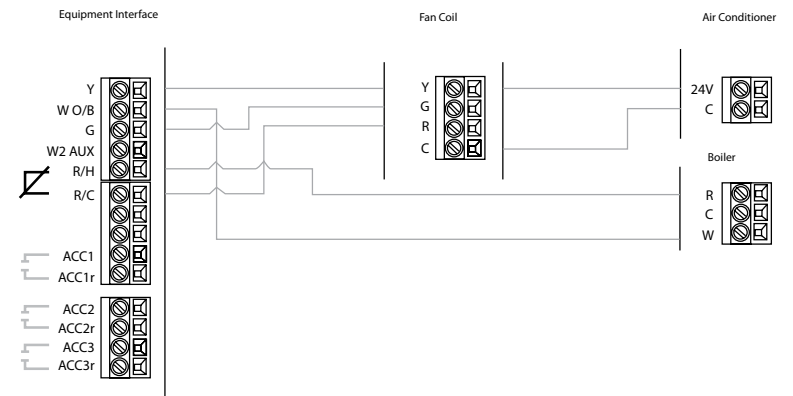 Equipment Interface
Fan Coil
Air Conditioner
Y
W O/B
G
W2 AUX
R/H
R/C
ACC1
ACC1r
ACC2
ACC2r
ACC3
ACC3r
Y
G
R
C
24V
C
Boiler
R
C
W